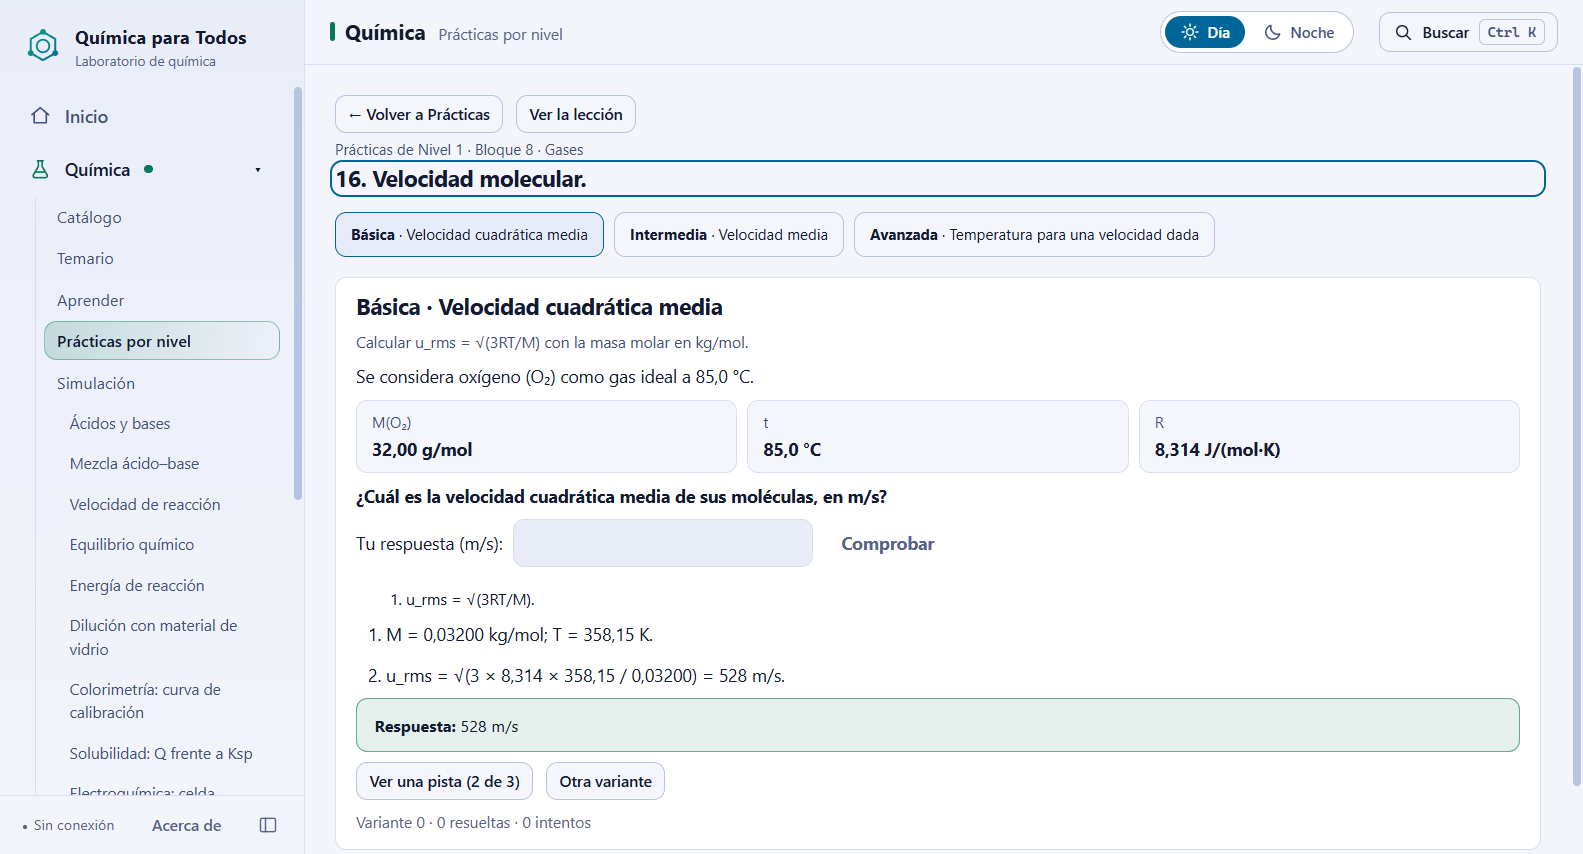 Química para Todos
Laboratorio de química
Inicio
Química
Catálogo
Temario
Aprender
Prácticas por nivel
Simulación
Ácidos y bases
Mezcla ácido–base
Velocidad de reacción
Equilibrio químico
Energía de reacción
Dilución con material de
vidrio
Colorimetría: curva de
calibración
Solubilidad: Q frente a Ksp
Electroquímica: celda
Sin conexión
Acerca de
Química Prácticas por nivel
Día
Noche
Buscar Ctrl K
← Volver a Prácticas
Ver la lección
Prácticas de Nivel 1 · Bloque 8 · Gases
16. Velocidad molecular.
Básica · Velocidad cuadrática media
Intermedia · Velocidad media
Avanzada · Temperatura para una velocidad dada
Básica · Velocidad cuadrática media
Calcular u_rms = √(3RT/M) con la masa molar en kg/mol.
Se considera oxígeno (O₂) como gas ideal a 85,0 °C.
M(O₂)
32,00 g/mol
t
85,0 °C
R
8,314 J/(mol·K)
¿Cuál es la velocidad cuadrática media de sus moléculas, en m/s?
Tu respuesta (m/s):
Comprobar
1. u_rms = √(3RT/M).
1. M = 0,03200 kg/mol; T = 358,15 K.
2. u_rms = √(3 × 8,314 × 358,15 / 0,03200) = 528 m/s.
Respuesta: 528 m/s
Ver una pista (2 de 3)
Otra variante
Variante 0 · 0 resueltas · 0 intentos